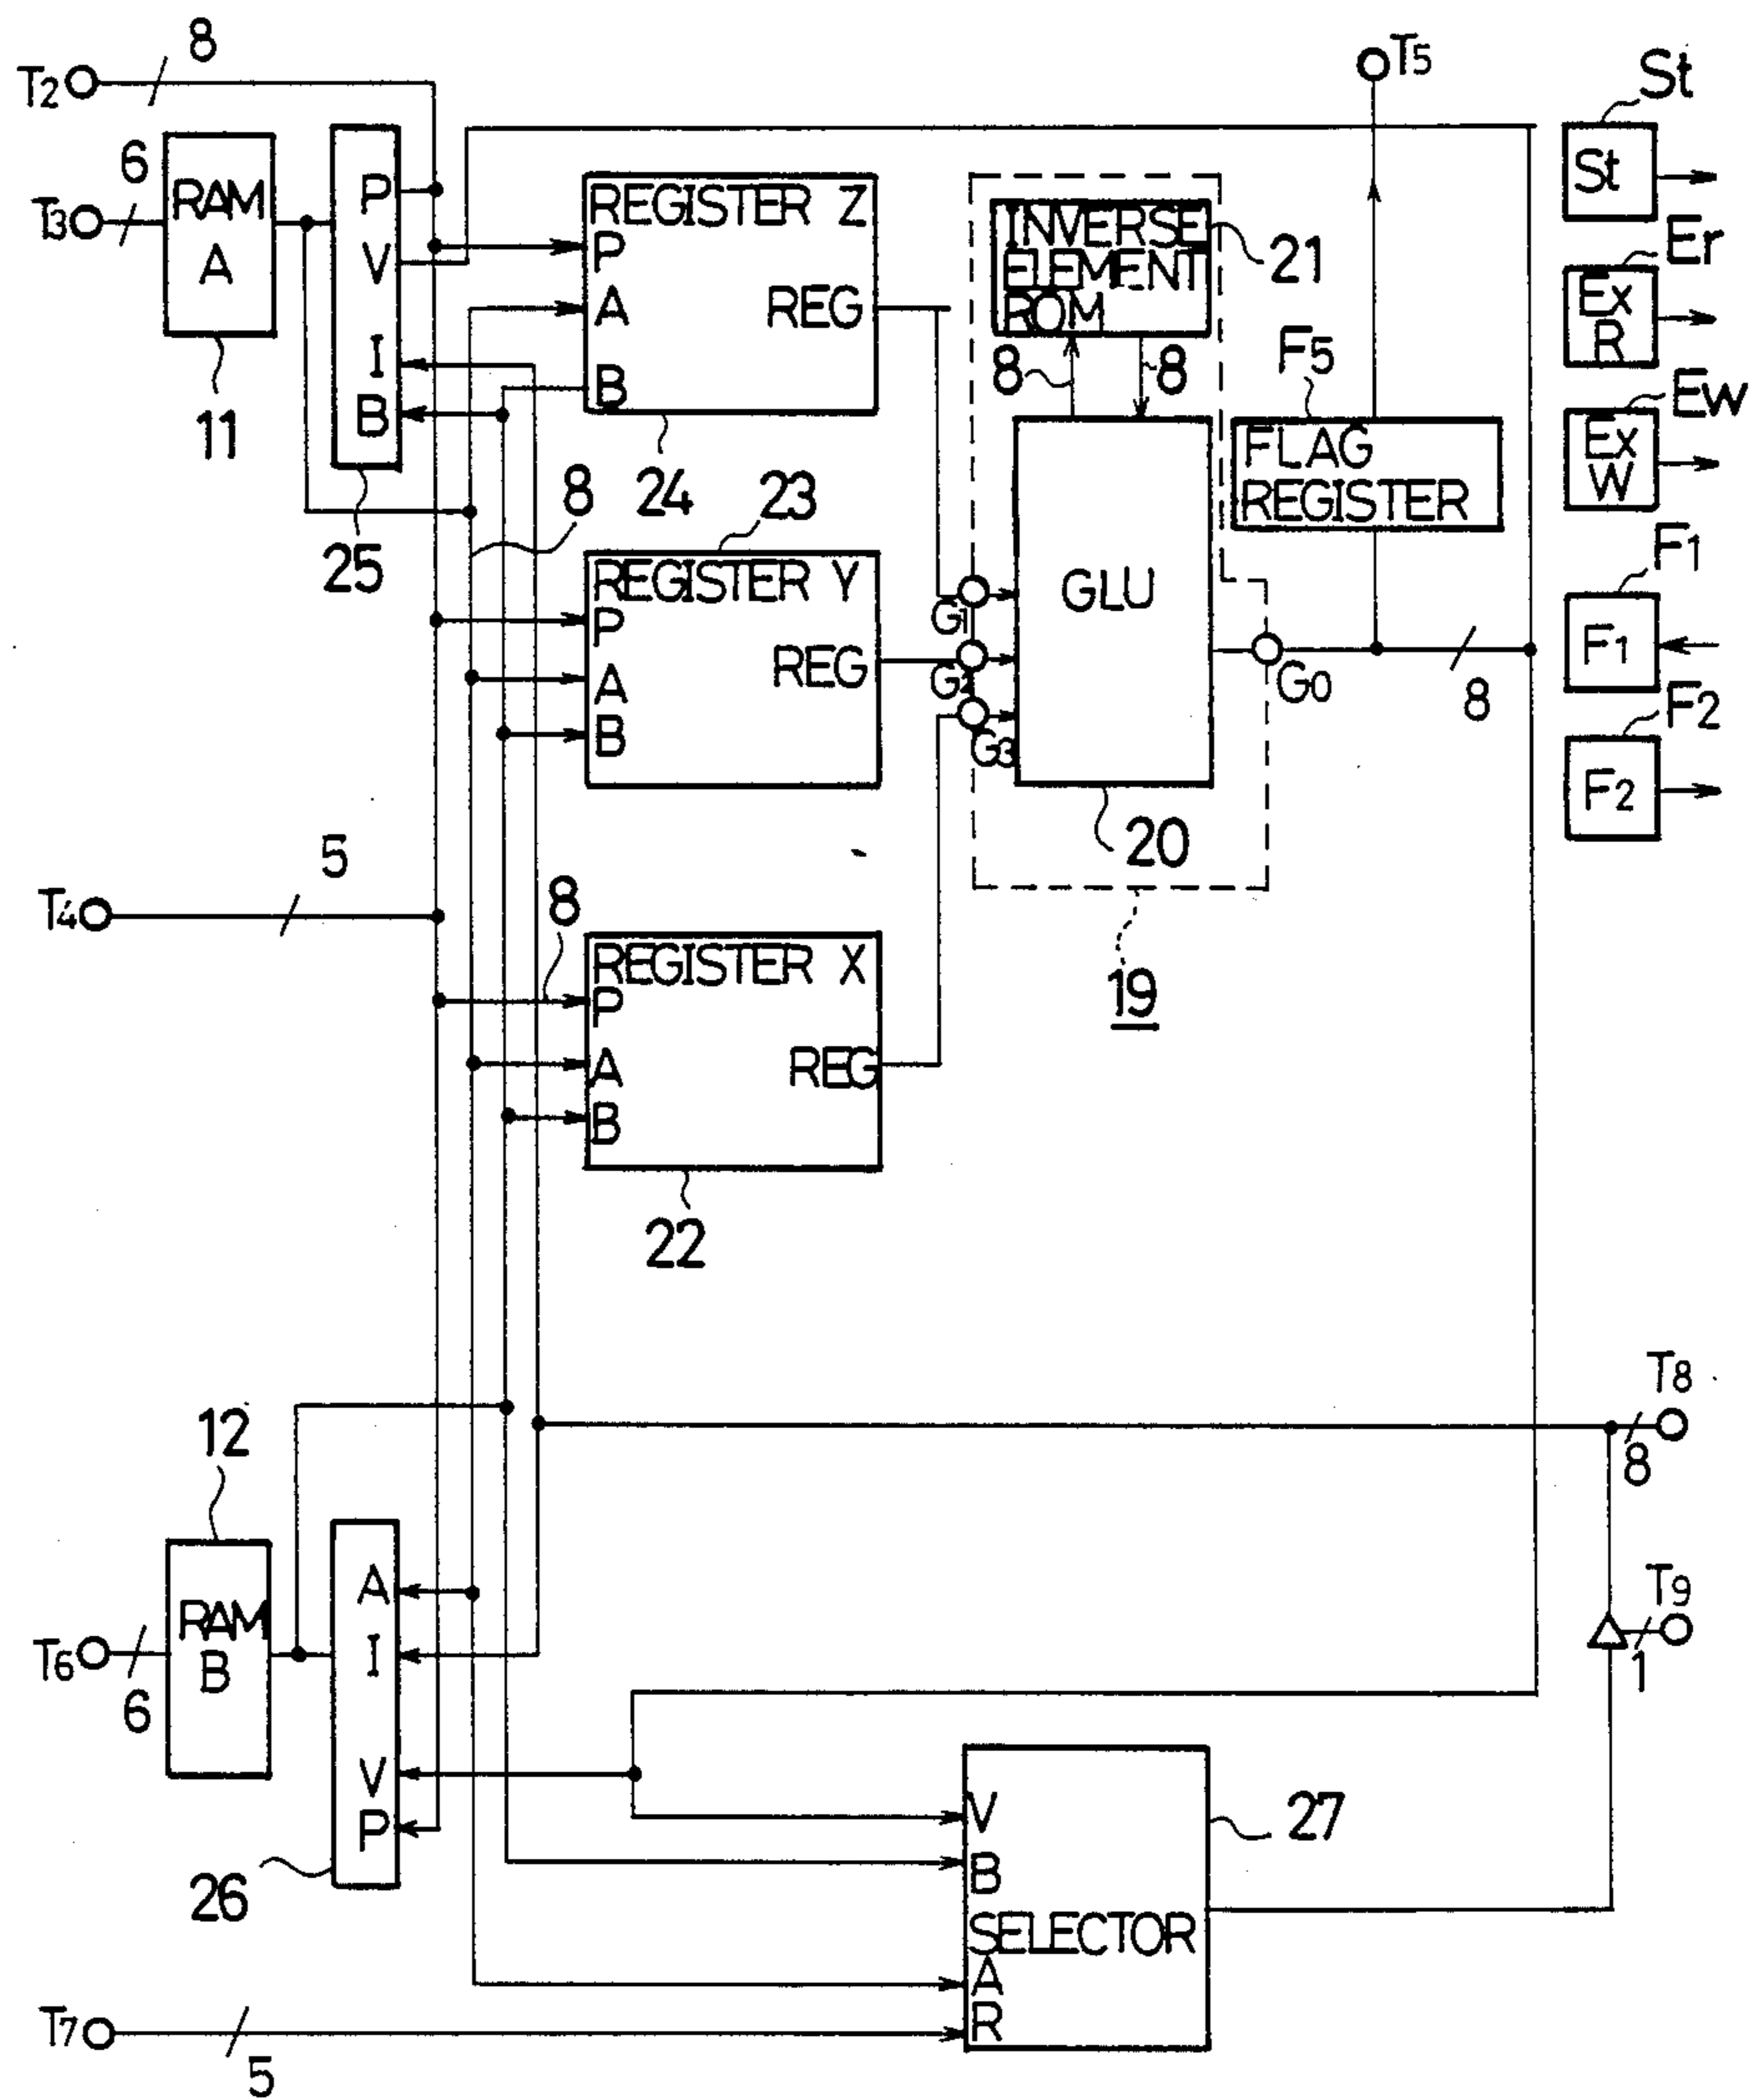 T2
8
T3
6
RAM
A
11
P
V
I
B
25
REGISTER Z
P
A
REG
B
24
8
23
REGISTER Y
P
REG
A
B
T4
5
8
REGISTER X
P
A
REG
B
22
INVERSE
ELEMENT
ROM
21
8
8
GLU
G1
G2
G3
G0
20
19
T5
F5
FLAG
REGISTER
8
St
St
Er
Ex
R
Ew
Ex
W
F1
F1
F2
F2
12
RAM
B
T6
6
A
I
V
P
26
T8
8
T9
1
V
B
SELECTOR
A
R
27
T7
5